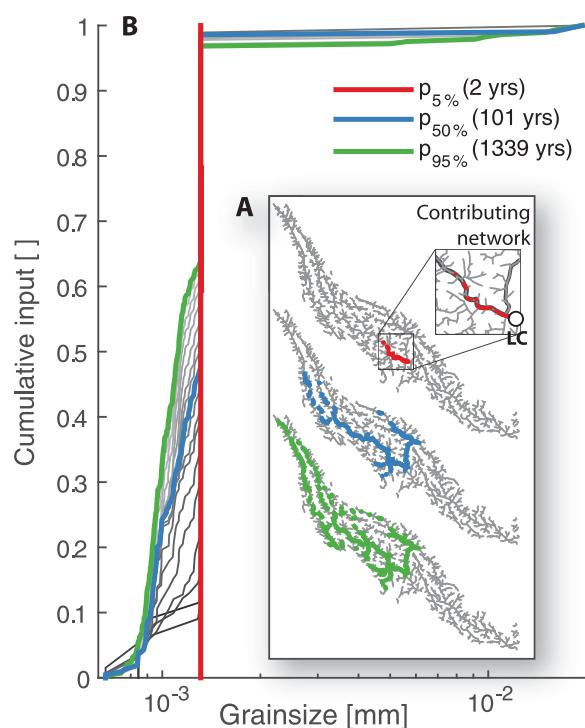 B
p5% (2 yrs)
p50% (101 yrs)
p95% (1339 yrs)
A
Contributing
network
LC
1
0.9
0.8
0.7
0.6
0.5
0.4
0.3
0.2
0.1
0
Cumulative input [ ]
10-3
10-2
Grainsize [mm]